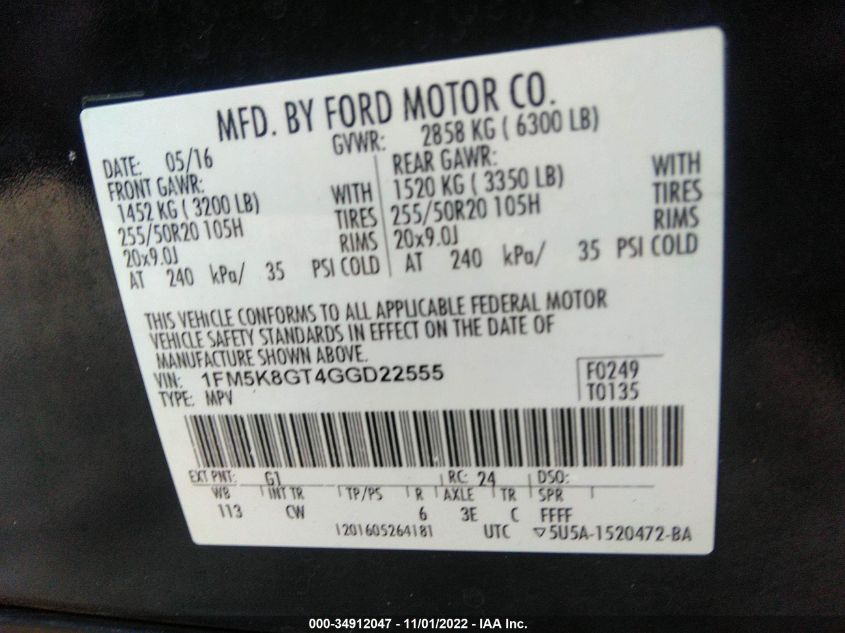 MFD. BY FORD MOTOR CO.
DATE: 05/16 GVWR: 2858 KG ( 6300 LB)
FRONT GAWR: REAR GAWR:
1452 KG ( 3200 LB) WITH 1520 KG ( 3350 LB) WITH
255/50R20 105H TIRES 255/50R20 105H TIRES
20x9.0J RIMS 20x9.0J RIMS
AT 240 kPa/ 35 PSI COLD AT 240 kPa/ 35 PSI COLD
THIS VEHICLE CONFORMS TO ALL APPLICABLE FEDERAL MOTOR
VEHICLE SAFETY STANDARDS IN EFFECT ON THE DATE OF
MANUFACTURE SHOWN ABOVE.
VIN: 1FM5K8GT4GGD22555 F0249
TYPE: MPV T0135
EXT PNT: G1 RC: 24 DSO:
WB INT TR TP/PS R AXLE TR SPR
113 CW 6 3E C FFFF
1201605264181 UTC ▽5U5A-1520472-BA
000-34912047 - 11/01/2022 - IAA Inc.